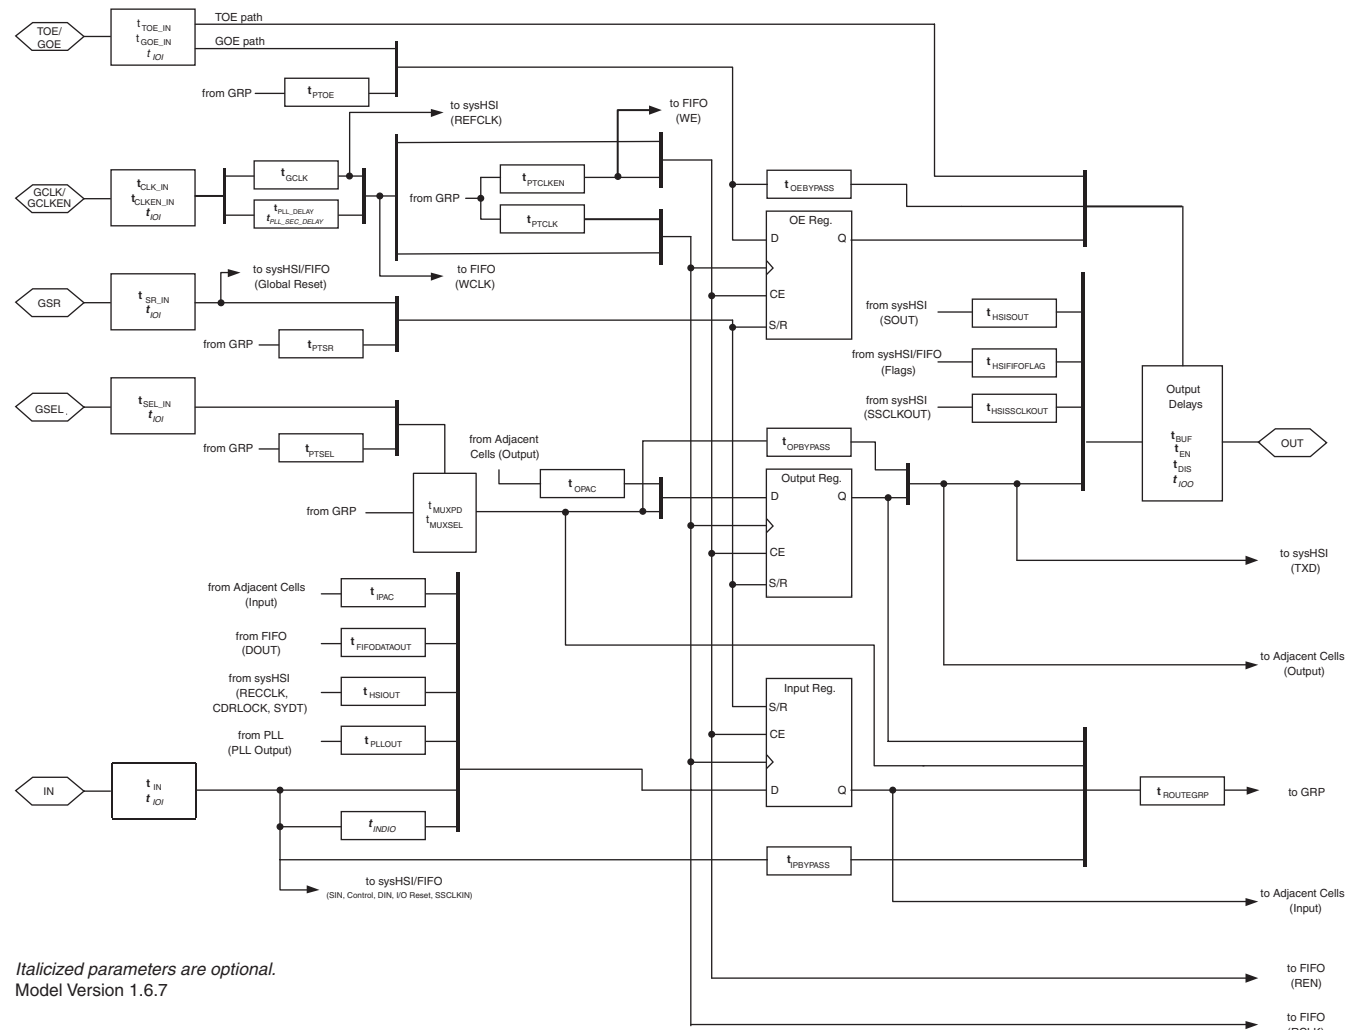 TOE/
GOE
tTOE_IN
tGOE_IN
tIOI
TOE path
GOE path
from GRP
tPTOE
to sysHSI
(REFCLK)
to FIFO
(WE)
GCLK/
GCLKEN
tCLK_IN
tCLKEN_IN
tIOI
tGCLK
tPLL_DELAY
tPLL_SEC_DELAY
from GRP
tPTCLKEN
tPTCLK
tOEBYPASS
OE Reg.
D
Q
CE
S/R
to sysHSI/FIFO
(Global Reset)
to FIFO
(WCLK)
GSR
tSR_IN
tIOI
from GRP
tPTSR
from sysHSI
(SOUT)
tHSISOUT
from sysHSI/FIFO
(Flags)
tHSIFIFOFLAG
from sysHSI
(SSCLKOUT)
tHSISSCLKOUT
Output
Delays
tBUF
tEN
tDIS
tIOO
OUT
GSEL
tSEL_IN
tIOI
from GRP
tPTSEL
from Adjacent
Cells (Output)
tOPAC
tOPBYPASS
from GRP
tMUXPD
tMUXSEL
Output Reg.
D
Q
CE
S/R
to sysHSI
(TXD)
from Adjacent Cells
(Input)
tIPAC
from FIFO
(DOUT)
tFIFODATAOUT
from sysHSI
(RECCLK,
CDRLOCK, SYDT)
tHSIOUT
from PLL
(PLL Output)
tPLLOUT
to Adjacent Cells
(Output)
Input Reg.
S/R
CE
D
Q
IN
tIN
tIOI
tINDIO
tROUTEGRP
to GRP
tIPBYPASS
to sysHSI/FIFO
(SIN, Control, DIN, I/O Reset, SSCLKIN)
to Adjacent Cells
(Input)
Italicized parameters are optional.
Model Version 1.6.7
to FIFO
(REN)
to FIFO